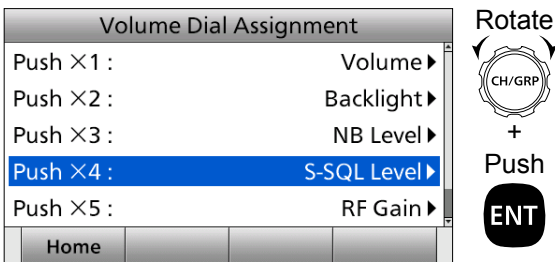 Volume Dial Assignment
Push ×1 : Volume
Push ×2 : Backlight
Push ×3 : NB Level
Push ×4 : S-SQL Level
Push ×5 : RF Gain
Home
Rotate
CH/GRP
+
Push
ENT